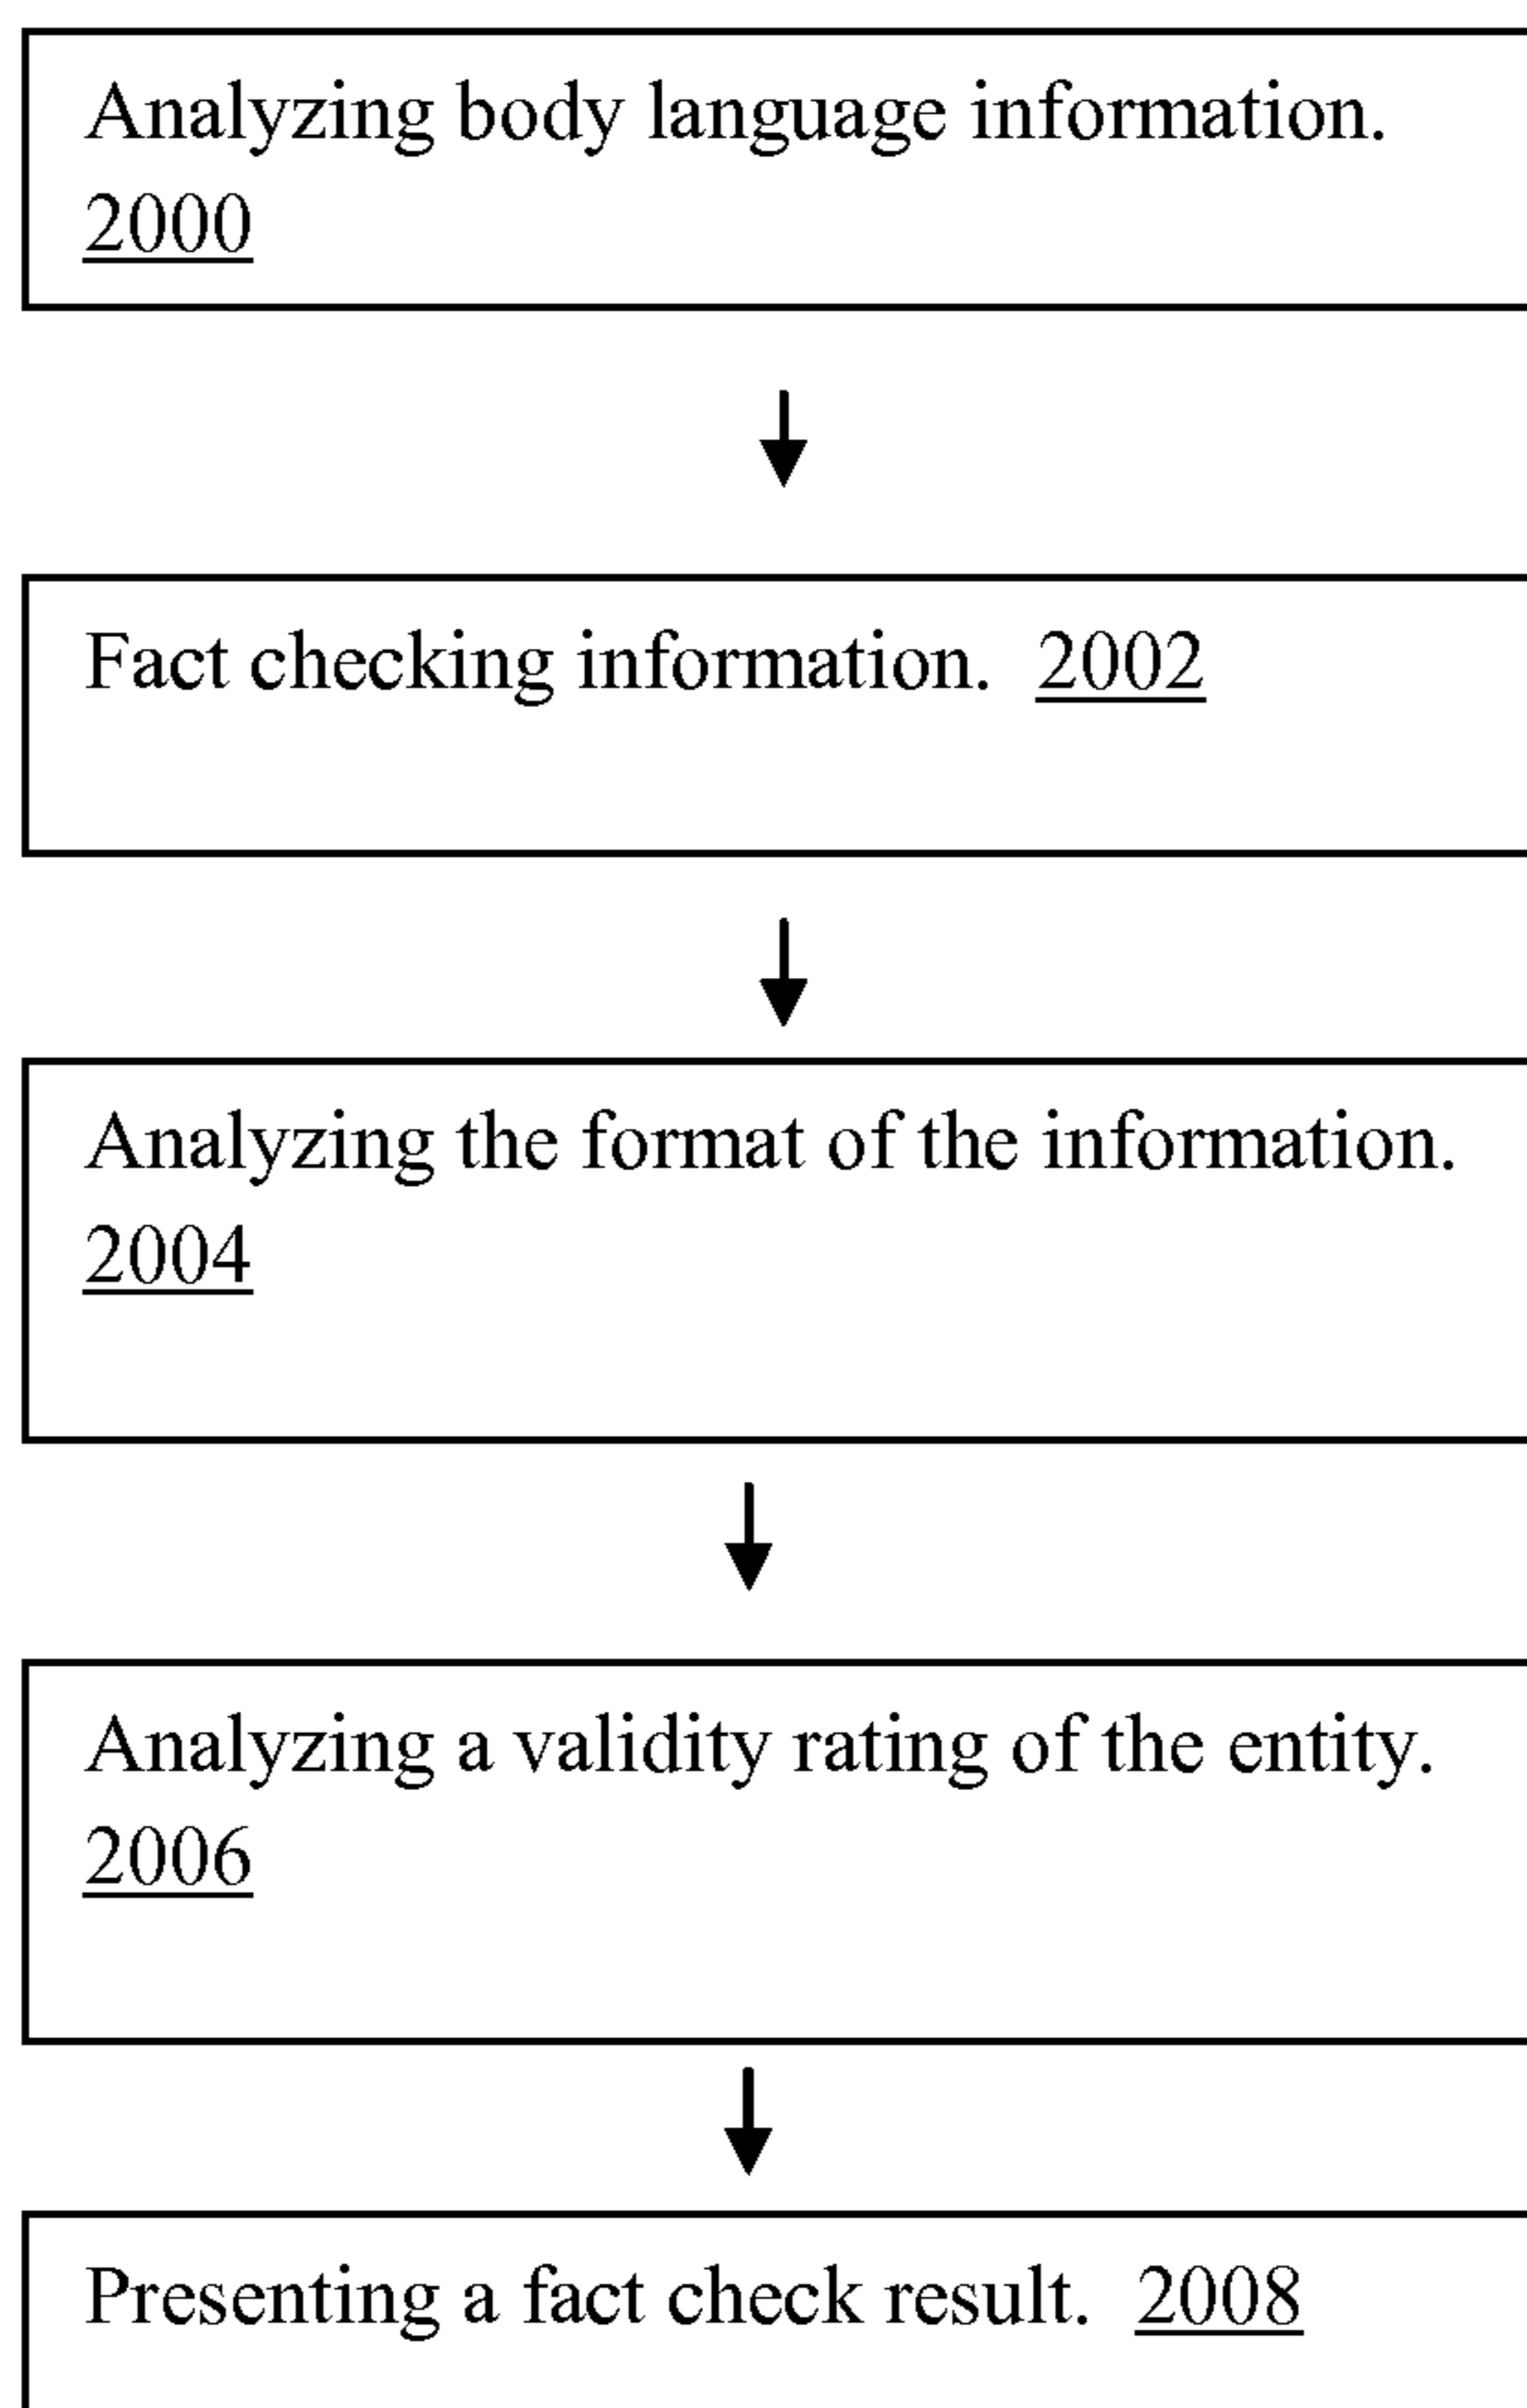 Analyzing body language information.
2000
Fact checking information. 2002
Analyzing the format of the information.
2004
Analyzing a validity rating of the entity.
2006
Presenting a fact check result. 2008